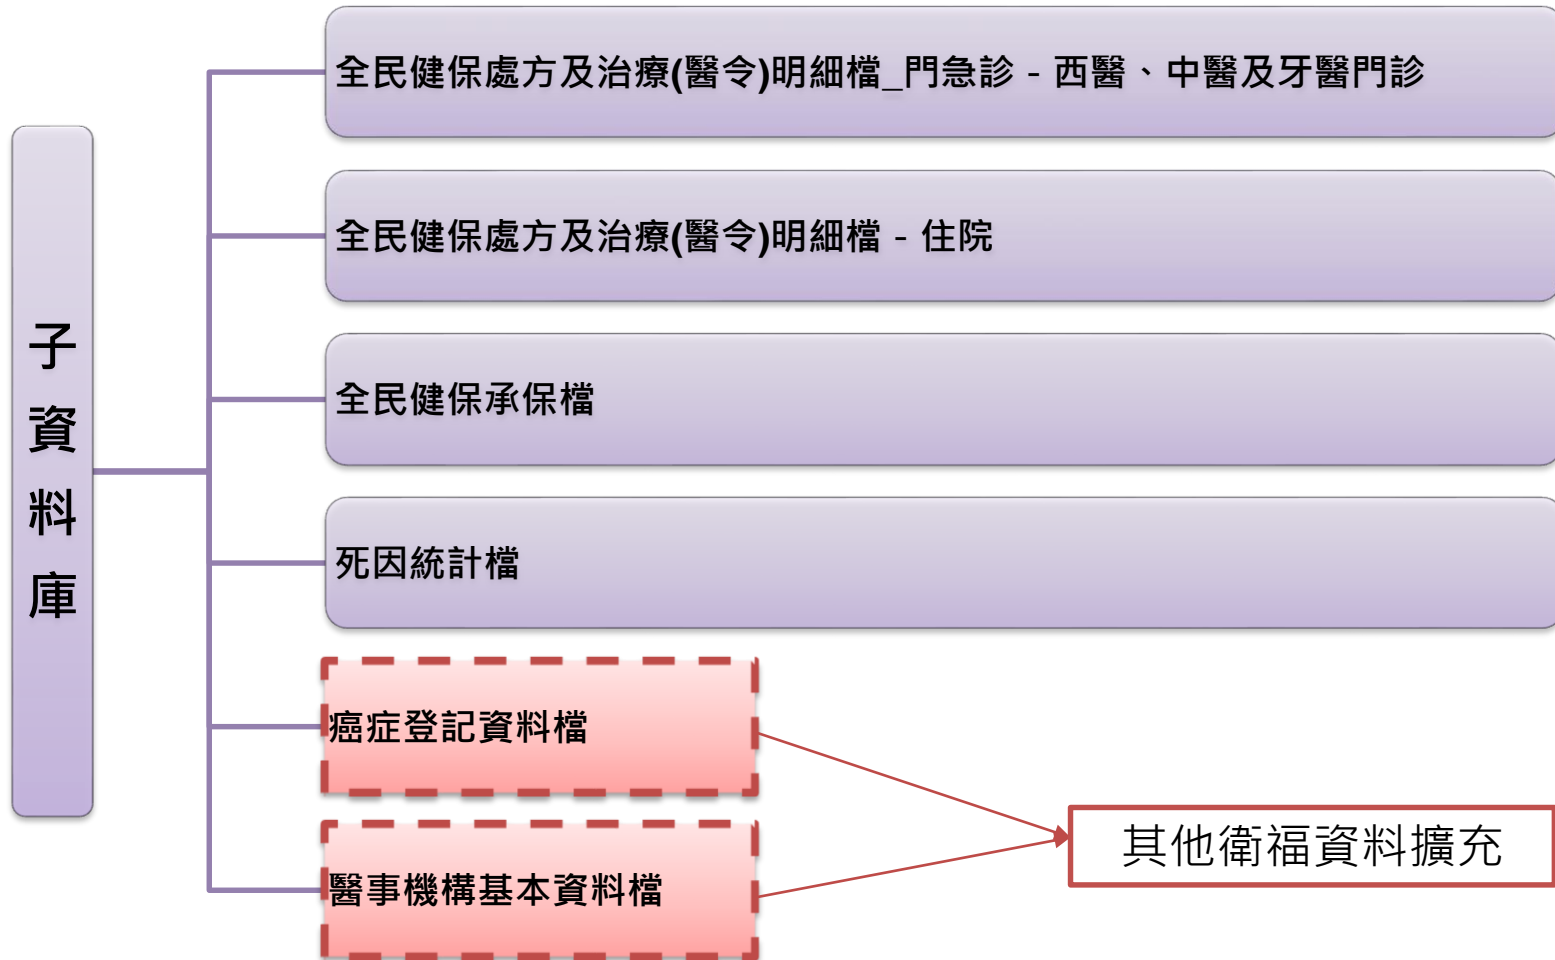 子資料庫
全民健保處方及治療(醫令)明細檔_門急診 - 西醫、中醫及牙醫門診
全民健保處方及治療(醫令)明細檔 - 住院
全民健保承保檔
死因統計檔
癌症登記資料檔
醫事機構基本資料檔
其他衛福資料擴充